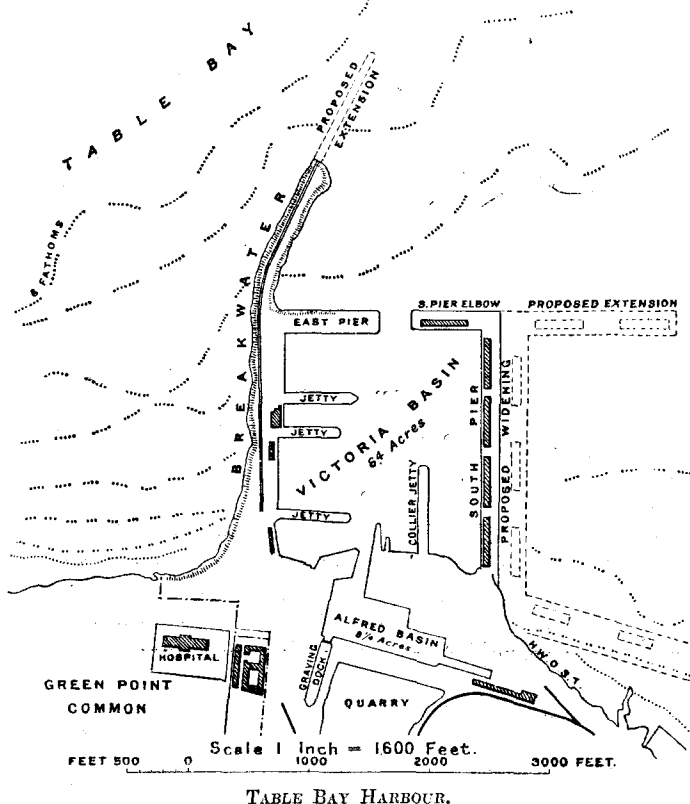 TABLE BAY
PROPOSED
EXTENSION
8 FATHOMS
BREAKWATER
EAST PIER
S. PIER ELBOW
PROPOSED EXTENSION
JETTY
JETTY
JETTY
VICTORIA BASIN
64 Acres
COLLIER JETTY
SOUTH PIER
PROPOSED WIDENING
ALFRED BASIN
8¼ Acres
HOSPITAL
GRAVING
DOCK
H.W.O.S.T
GREEN POINT
COMMON
QUARRY
Scale 1 Inch = 1600 Feet.
FEET 500 0 1000 2000 3000 FEET.
TABLE BAY HARBOUR.